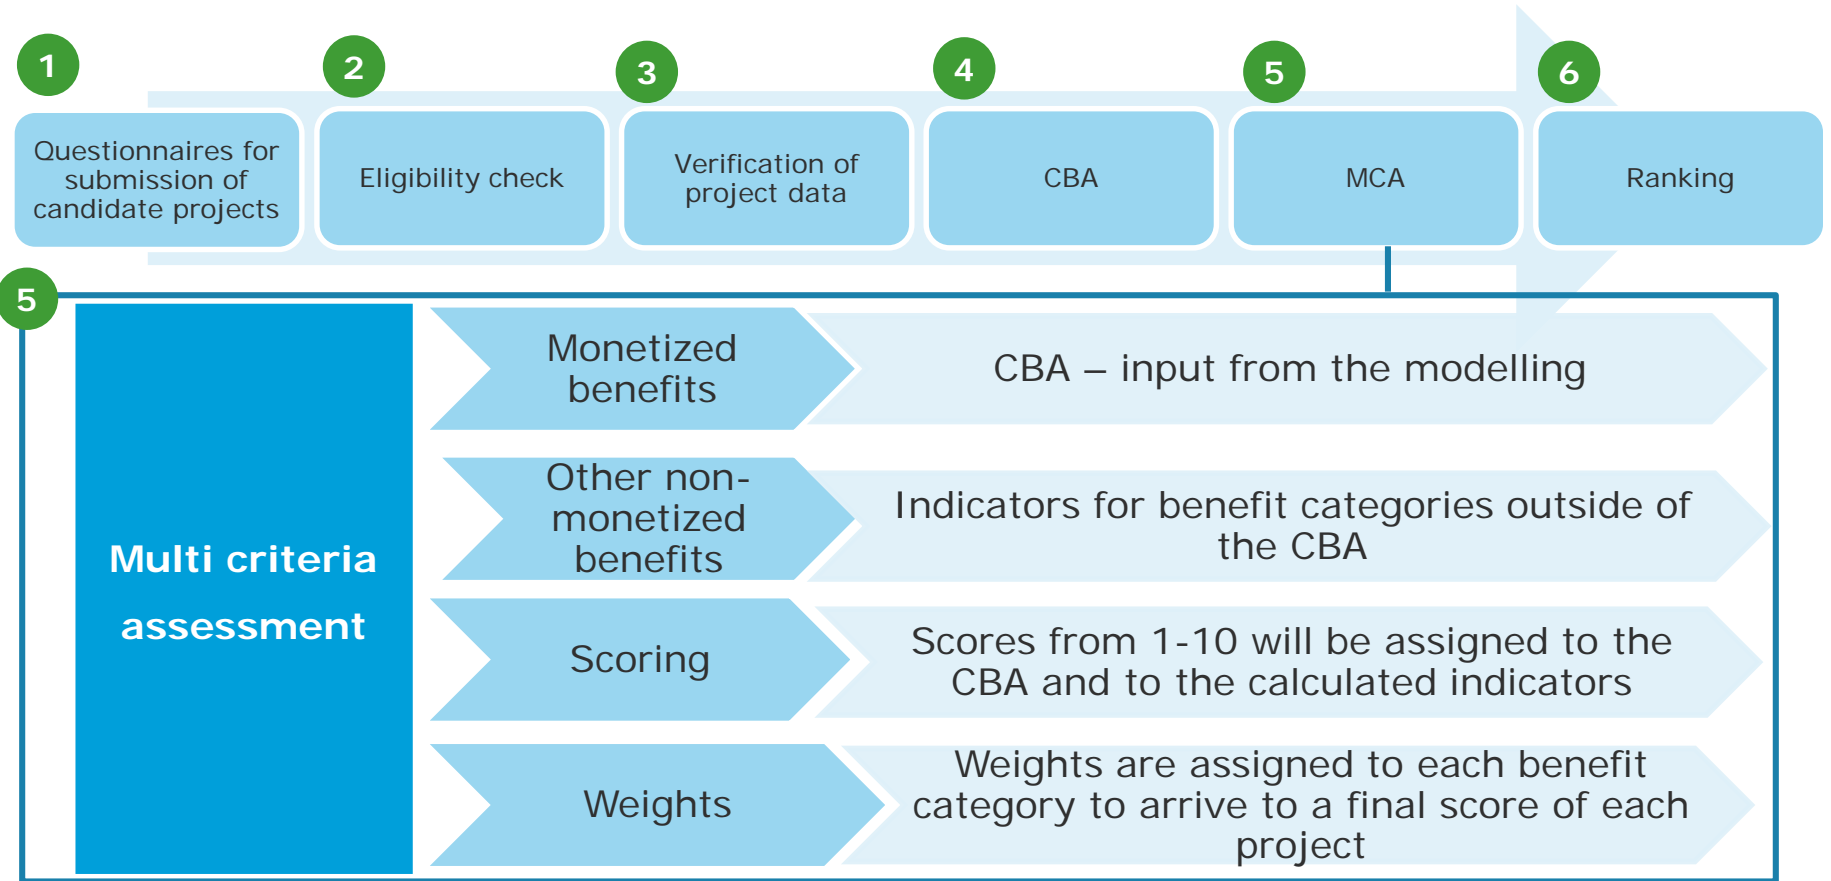 1
2
3
4
5
6
Questionnaires for
submission of
candidate projects
Eligibility check
Verification of
project data
CBA
MCA
Ranking
5
Multi criteria
assessment
Monetized
benefits
CBA – input from the modelling
Other non-
monetized
benefits
Indicators for benefit categories outside of
the CBA
Scoring
Scores from 1-10 will be assigned to the
CBA and to the calculated indicators
Weights
Weights are assigned to each benefit
category to arrive to a final score of each
project